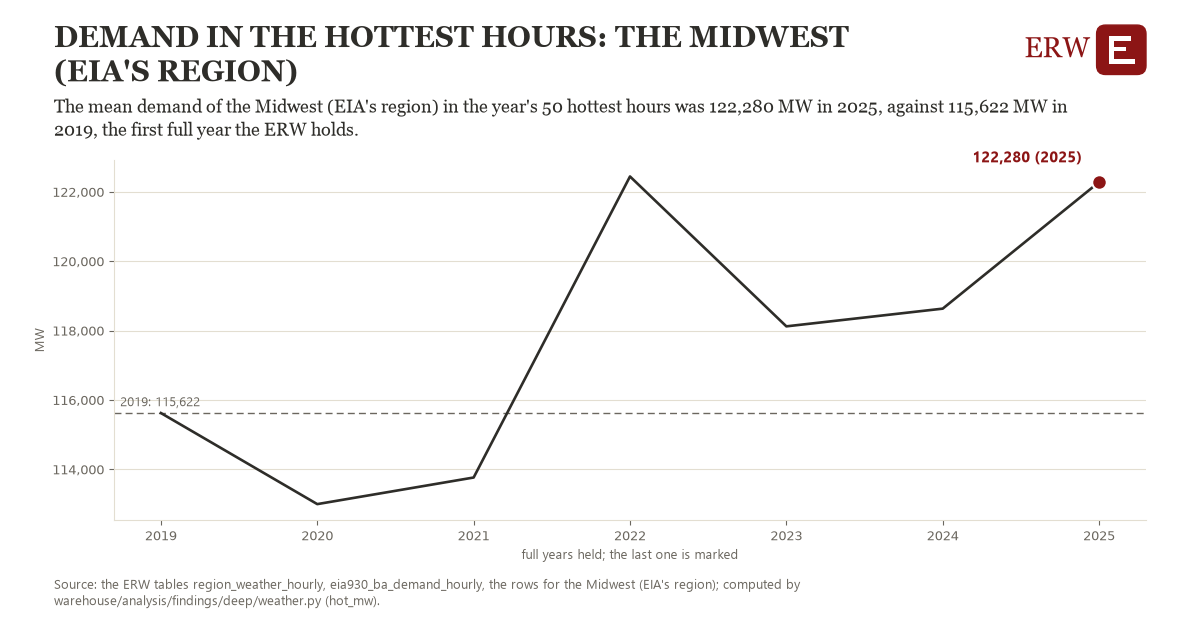 DEMAND IN THE HOTTEST HOURS: THE MIDWEST
(EIA'S REGION)
ERW E
The mean demand of the Midwest (EIA's region) in the year's 50 hottest hours was 122,280 MW in 2025, against 115,622 MW in
2019, the first full year the ERW holds.
122,280 (2025)
122,000
120,000
118,000
MW
116,000
2019: 115,622
114,000
2019 2020 2021 2022 2023 2024 2025
full years held; the last one is marked
Source: the ERW tables region_weather_hourly, eia930_ba_demand_hourly, the rows for the Midwest (EIA's region); computed by
warehouse/analysis/findings/deep/weather.py (hot_mw).